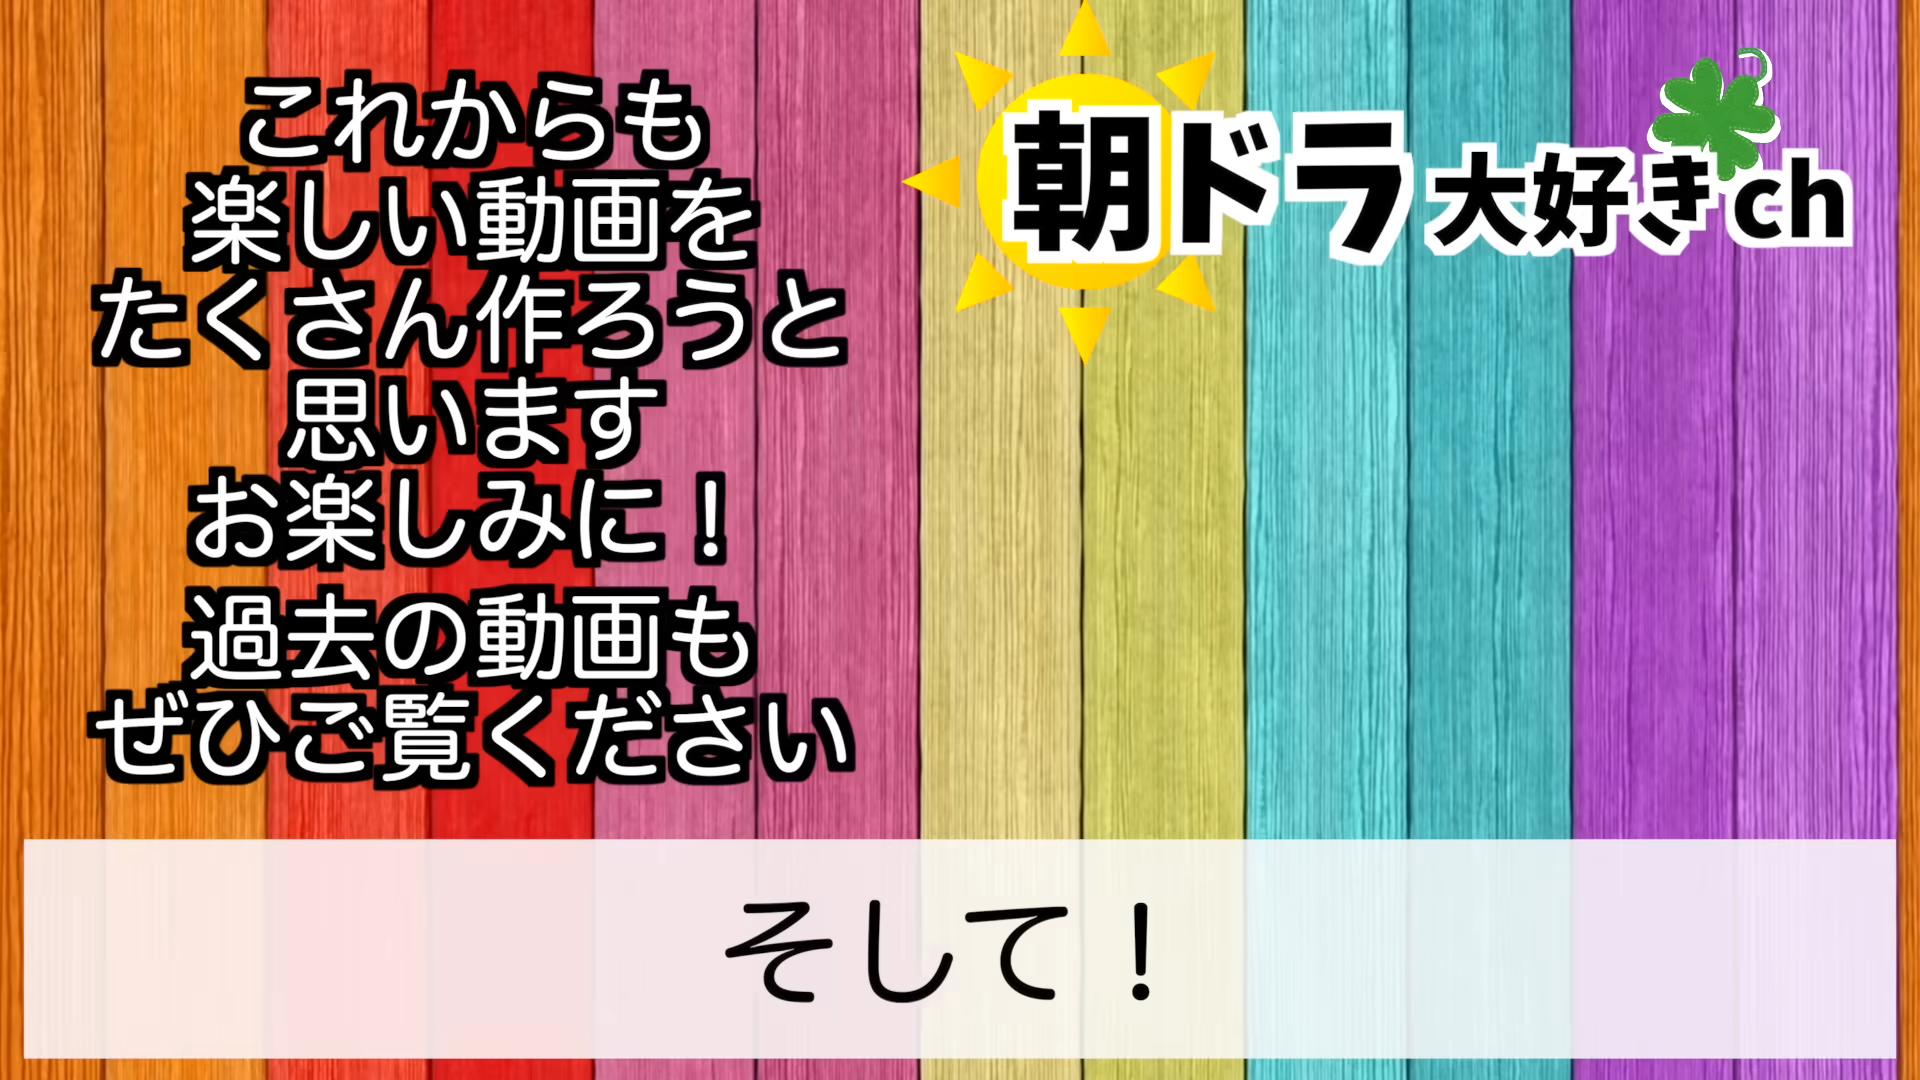 これからも
楽しい動画を
たくさん作ろうと
思います
お楽しみに！
過去の動画も
ぜひご覧ください
朝ドラ大好きch
そして！